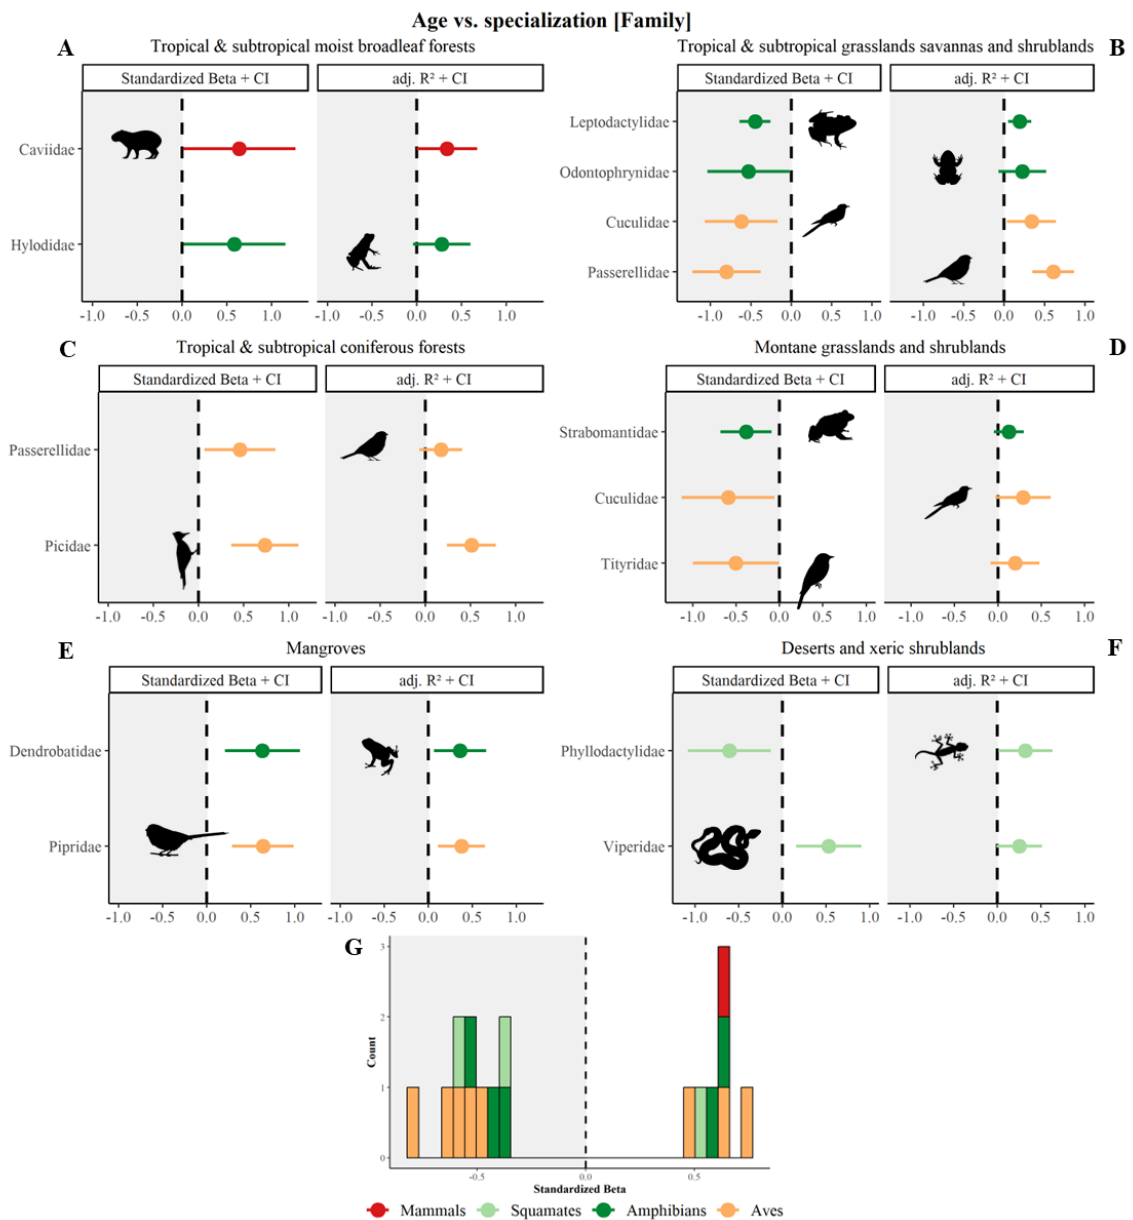 Age vs. specialization [Family]
A
Tropical & subtropical moist broadleaf forests
Standardized Beta + CI
adj. R² + CI
Caviidae
Hylodidae
-1.0 -0.5 0.0 0.5 1.0
-1.0 -0.5 0.0 0.5 1.0
Tropical & subtropical grasslands savannas and shrublands
B
Standardized Beta + CI
adj. R² + CI
Leptodactylidae
Odontophrynidae
Cuculidae
Passerellidae
-1.0 -0.5 0.0 0.5 1.0
-1.0 -0.5 0.0 0.5 1.0
C
Tropical & subtropical coniferous forests
Standardized Beta + CI
adj. R² + CI
Passerellidae
Picidae
-1.0 -0.5 0.0 0.5 1.0
-1.0 -0.5 0.0 0.5 1.0
Montane grasslands and shrublands
D
Standardized Beta + CI
adj. R² + CI
Strabomantidae
Cuculidae
Tityridae
-1.0 -0.5 0.0 0.5 1.0
-1.0 -0.5 0.0 0.5 1.0
E
Mangroves
Standardized Beta + CI
adj. R² + CI
Dendrobatidae
Pipridae
-1.0 -0.5 0.0 0.5 1.0
-1.0 -0.5 0.0 0.5 1.0
Deserts and xeric shrublands
F
Standardized Beta + CI
adj. R² + CI
Phyllodactylidae
Viperidae
-1.0 -0.5 0.0 0.5 1.0
-1.0 -0.5 0.0 0.5 1.0
G
3
2
1
0
Count
-0.5 0.0 0.5
Standardized Beta
Mammals Squamates Amphibians Aves